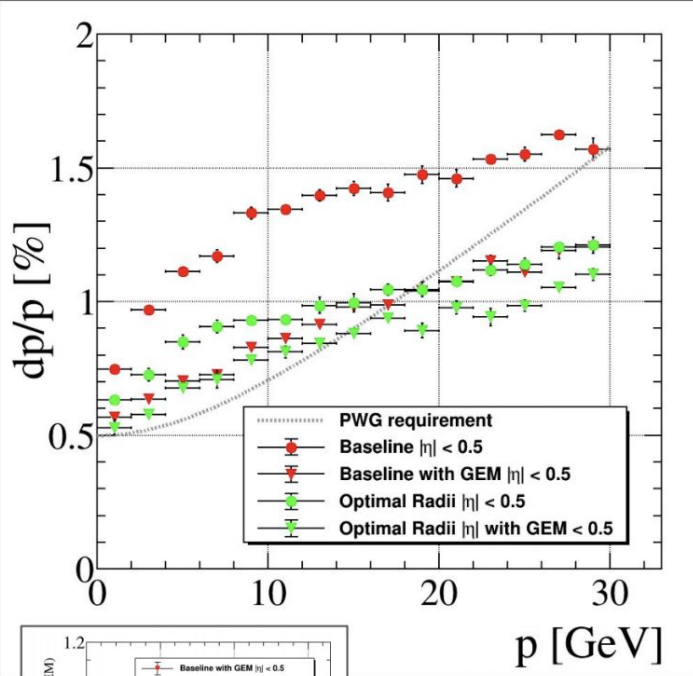 2
1.5
1
0.5
0
0 10 20 30
dp/p [%]
p [GeV]
PWG requirement
Baseline |η| < 0.5
Baseline with GEM |η| < 0.5
Optimal Radii |η| < 0.5
Optimal Radii |η| with GEM < 0.5
1.2
Baseline with GEM |η| < 0.5